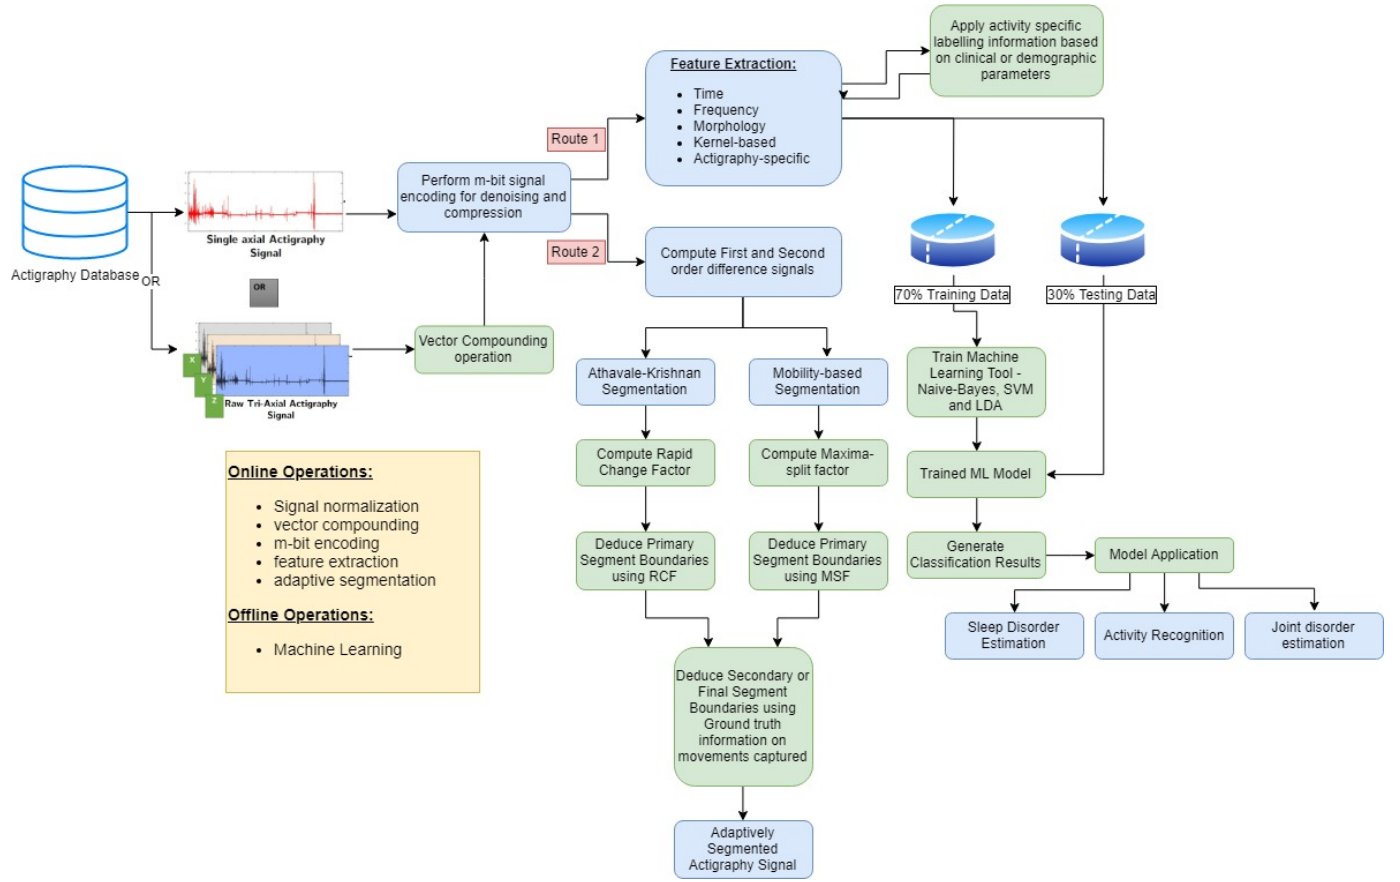 Apply activity specific
labelling information based
on clinical or demographic
parameters
Feature Extraction:
Time
Frequency
Morphology
Kernel-based
Actigraphy-specific
Route 1
Perform m-bit signal
encoding for denoising and
compression
Route 2
Single axial Actigraphy
Signal
Actigraphy Database
OR
OR
Compute First and Second
order difference signals
70% Training Data
30% Testing Data
Vector Compounding
operation
X
Y
Z
Raw Tri-Axial Actigraphy
Signal
Athavale-Krishnan
Segmentation
Mobility-based
Segmentation
Train Machine
Learning Tool -
Naive-Bayes, SVM
and LDA
Compute Rapid
Change Factor
Compute Maxima-
split factor
Trained ML Model
Online Operations:
Signal normalization
vector compounding
m-bit encoding
feature extraction
adaptive segmentation
Offline Operations:
Machine Learning
Deduce Primary
Segment Boundaries
using RCF
Deduce Primary
Segment Boundaries
using MSF
Generate
Classification Results
Model Application
Sleep Disorder
Estimation
Activity Recognition
Joint disorder
estimation
Deduce Secondary or
Final Segment
Boundaries using
Ground truth
information on
movements captured
Adaptively
Segmented
Actigraphy Signal